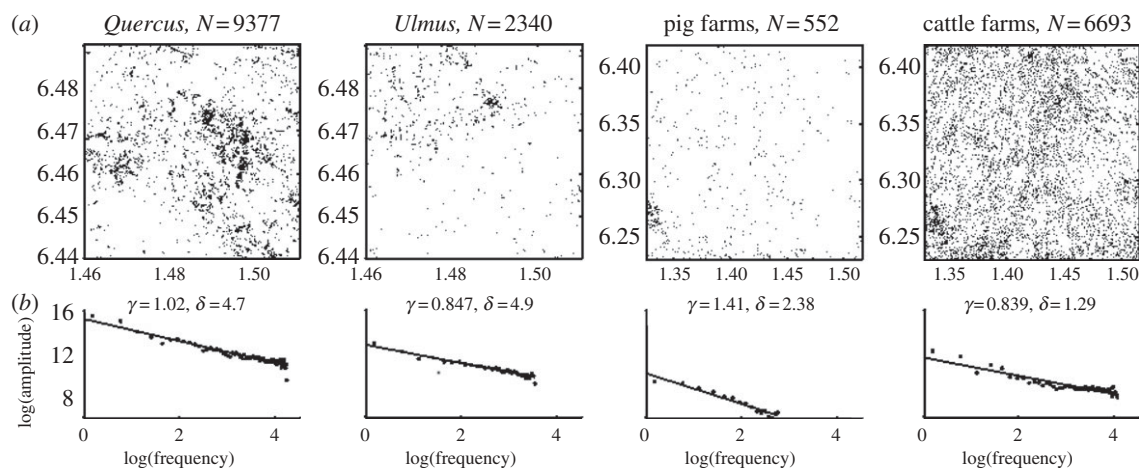 (a) Quercus, N=9377 Ulmus, N=2340 pig farms, N=552 cattle farms, N=6693
6.48
6.47
6.46
6.45
6.44
1.46 1.48 1.50
6.48
6.47
6.46
6.45
6.44
1.46 1.48 1.50
6.40
6.35
6.30
6.25
1.35 1.40 1.45 1.50
6.40
6.35
6.30
6.25
1.35 1.40 1.45 1.50
(b) γ=1.02, δ=4.7 γ=0.847, δ=4.9 γ=1.41, δ=2.38 γ=0.839, δ=1.29
log(amplitude)
16
12
8
0 2 4
0 2 4
0 2 4
0 2 4
log(frequency) log(frequency) log(frequency) log(frequency)